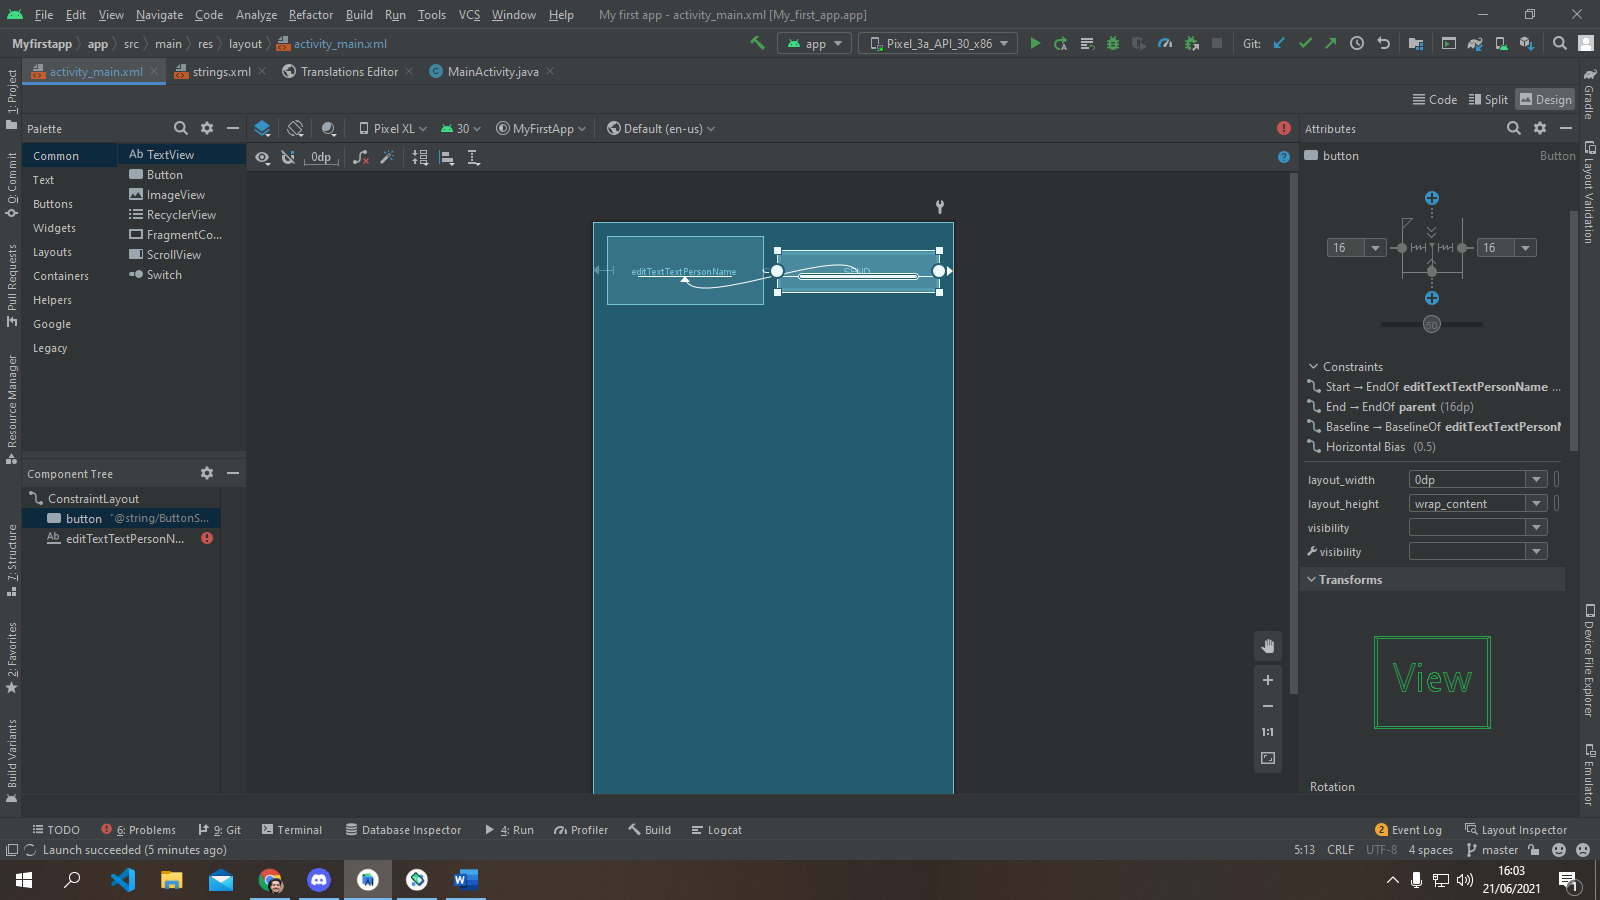 File Edit View Navigate Code Analyze Refactor Build Run Tools VCS Window Help My first app - activity_main.xml [My_first_app.app]
Myfirstapp app src main res layout activity_main.xml app Pixel_3a_API_30_x86 Git:
activity_main.xml strings.xml Translations Editor MainActivity.java
Code Split Design
Palette
Pixel XL 30 MyFirstApp Default (en-us)
Attributes
0dp
Common
Text
Buttons
Widgets
Layouts
Containers
Helpers
Google
Legacy
Ab TextView
Button
ImageView
RecyclerView
FragmentCo...
ScrollView
Switch
Component Tree
ConstraintLayout
button "@string/ButtonS...
Ab editTextTextPersonN...
editTextTextPersonName
SEND
1:1
button Button
16 16
50
Constraints
Start → EndOf editTextTextPersonName ...
End → EndOf parent (16dp)
Baseline → BaselineOf editTextTextPersonN
Horizontal Bias (0.5)
layout_width 0dp
layout_height wrap_content
visibility
visibility
Transforms
View
Rotation
1: Project
0: Commit
Pull Requests
Resource Manager
7: Structure
2: Favorites
Build Variants
Gradle
Layout Validation
Device File Explorer
Emulator
TODO 6: Problems 9: Git Terminal Database Inspector 4: Run Profiler Build Logcat 2 Event Log Layout Inspector
Launch succeeded (5 minutes ago) 5:13 CRLF UTF-8 4 spaces master
16:03
21/06/2021
1